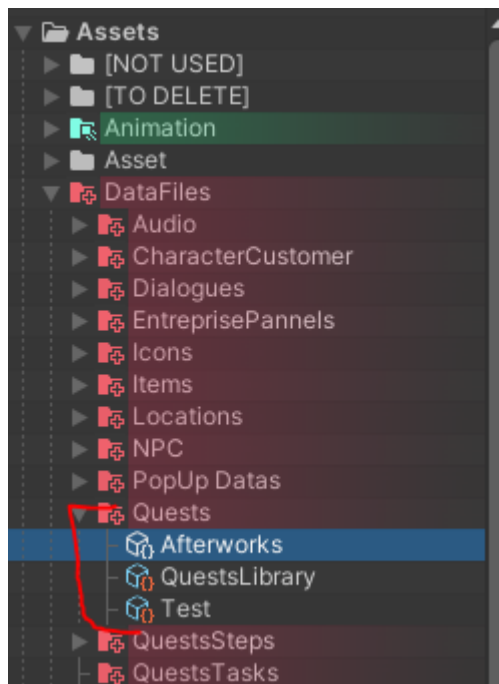 Assets
[NOT USED]
[TO DELETE]
Animation
Asset
DataFiles
Audio
CharacterCustomer
Dialogues
EntreprisePannels
Icons
Items
Locations
NPC
PopUp Datas
Quests
Afterworks
QuestsLibrary
Test
QuestsSteps
QuestsTasks